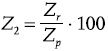 Z₂ = Zᵣ/Zₚ · 100